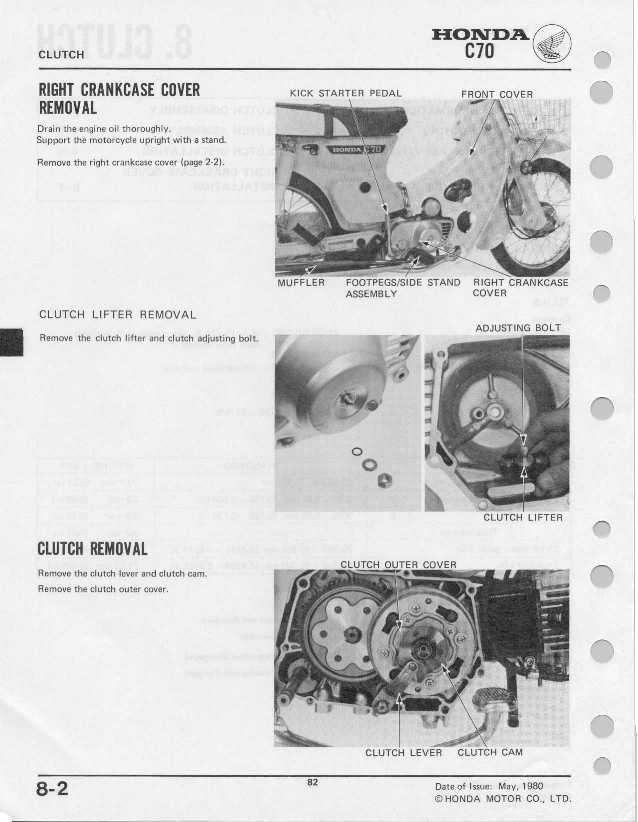 HONDA
C70
CLUTCH
RIGHT CRANKCASE COVER
REMOVAL
Drain the engine oil thoroughly.
Support the motorcycle upright with a stand.
Remove the right crankcase cover (page 2-2).
KICK STARTER PEDAL
FRONT COVER
HONDA C70
MUFFLER
FOOTPEGS/SIDE STAND
ASSEMBLY
RIGHT CRANKCASE
COVER
CLUTCH LIFTER REMOVAL
Remove the clutch lifter and clutch adjusting bolt.
ADJUSTING BOLT
CLUTCH LIFTER
CLUTCH REMOVAL
Remove the clutch lever and clutch cam.
Remove the clutch outer cover.
CLUTCH OUTER COVER
CLUTCH LEVER
CLUTCH CAM
8-2
82
Date of Issue: May, 1980
© HONDA MOTOR CO., LTD.